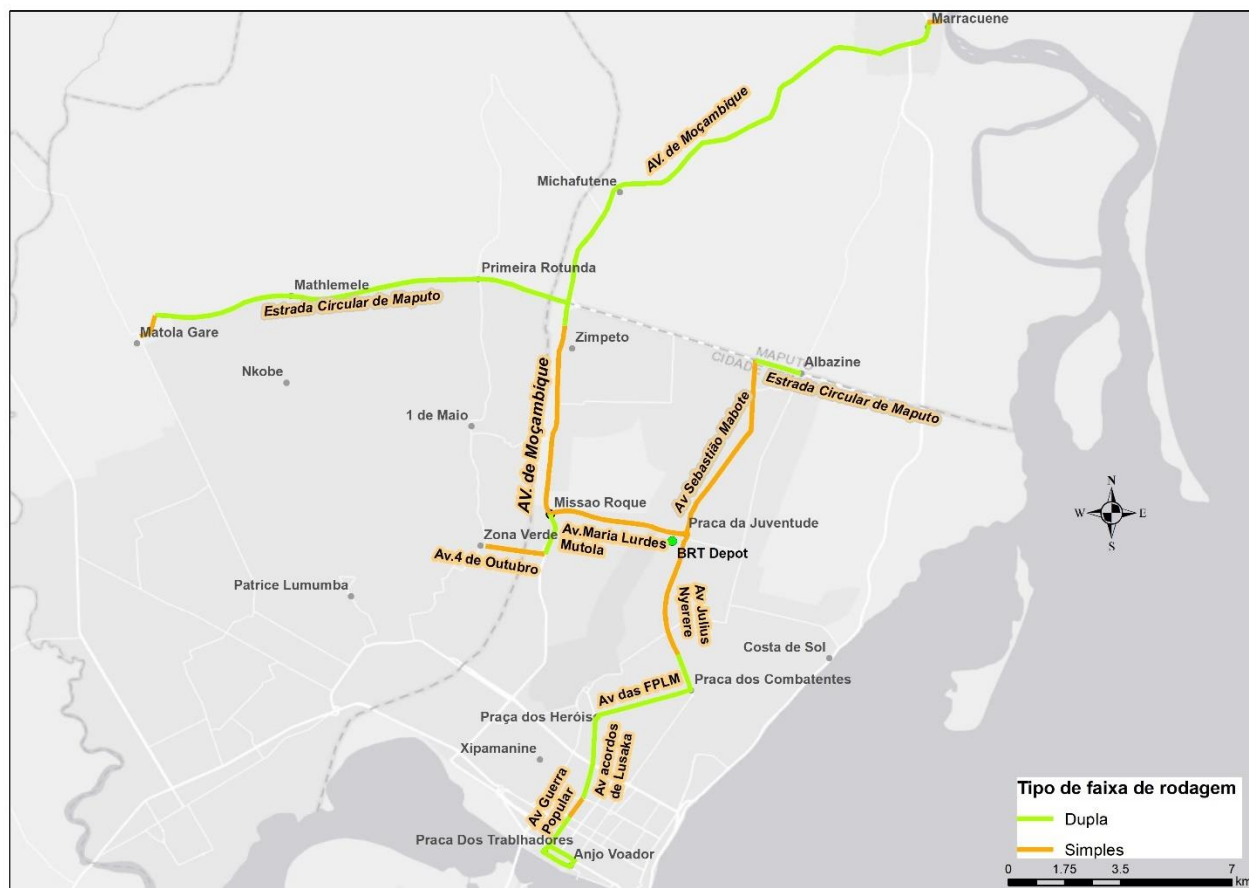 Marracuene
AV. de Moçambique
Michafutene
Primeira Rotunda
Mathlemele
Estrada Circular de Maputo
Matola Gare
Zimpeto
MAPUTO
CIDADE
Albazine
Estrada Circular de Maputo
Nkobe
1 de Maio
AV. de Moçambique
Av Sebastião Mabote
N
W
E
S
Missao Roque
Praca da Juventude
Zona Verde
Av.Maria Lurdes
Mutola
BRT Depot
Av.4 de Outubro
Patrice Lumumba
Av Julius
Nyerere
Costa de Sol
Praca dos Combatentes
Av das FPLM
Praça dos Heróis
Xipamanine
Av acordos
de Lusaka
Av Guerra
Popular
Praca Dos Trablhadores
Anjo Voador
Tipo de faixa de rodagem
Dupla
Simples
0 1.75 3.5 7
km